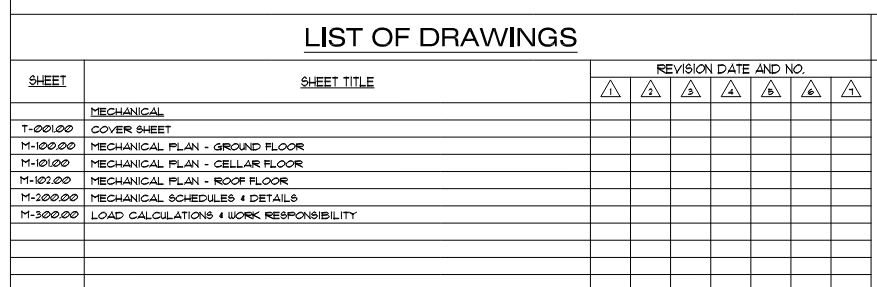 LIST OF DRAWINGS
SHEET SHEET TITLE REVISION DATE AND NO.
1 2 3 4 5 6 7
MECHANICAL
T-001.00 COVER SHEET
M-100.00 MECHANICAL PLAN - GROUND FLOOR
M-101.00 MECHANICAL PLAN - CELLAR FLOOR
M-102.00 MECHANICAL PLAN - ROOF FLOOR
M-200.00 MECHANICAL SCHEDULES & DETAILS
M-300.00 LOAD CALCULATIONS & WORK RESPONSIBILITY